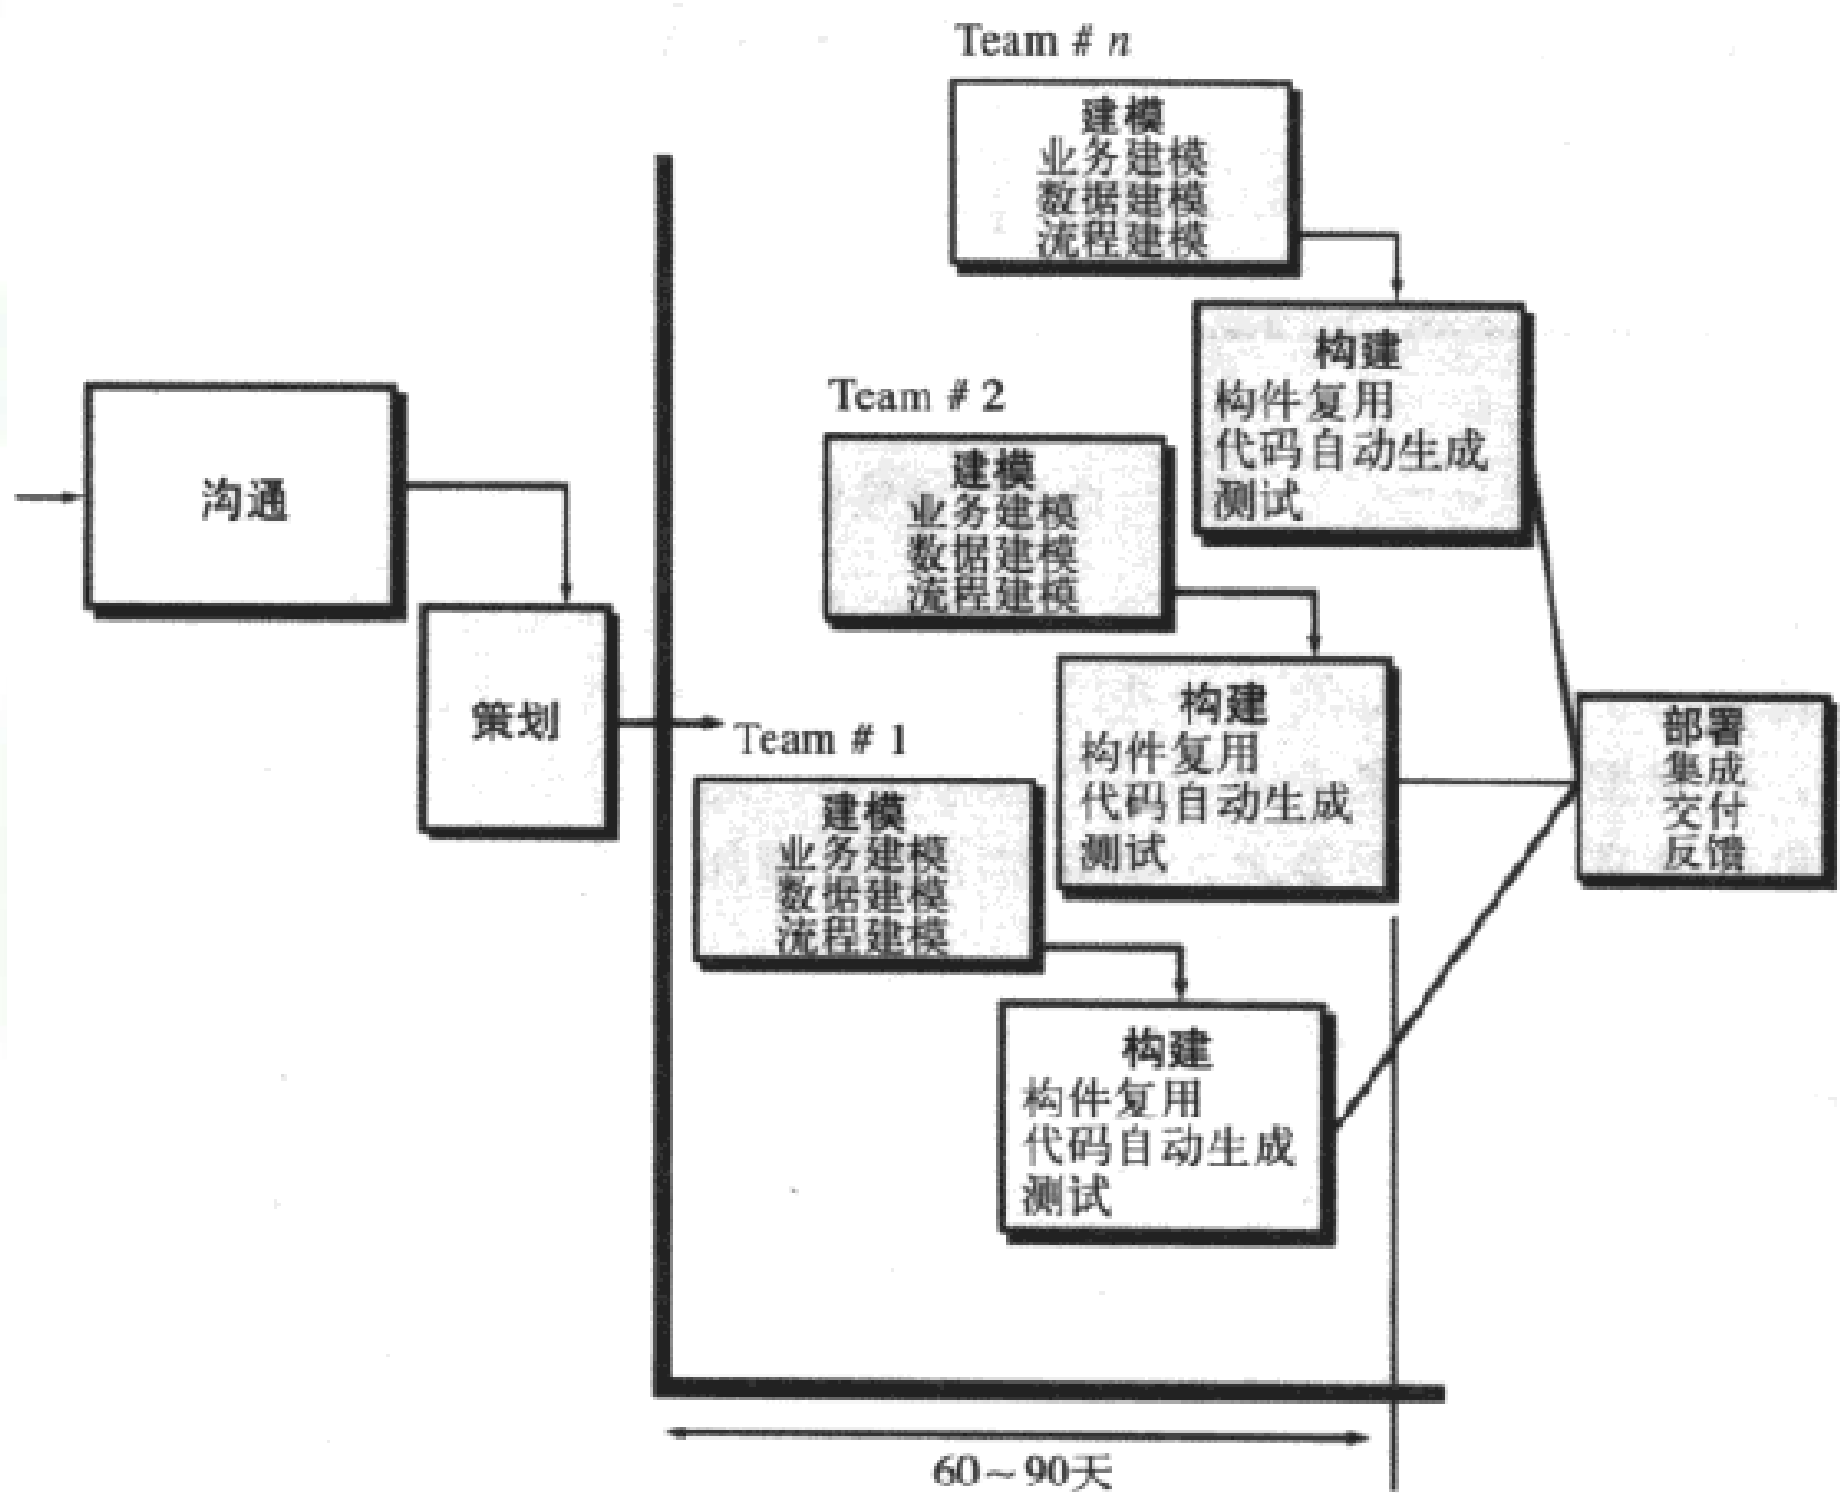 Team # n
建模
业务建模
数据建模
流程建模
构建
构件复用
代码自动生成
测试
Team # 2
建模
业务建模
数据建模
流程建模
构建
构件复用
代码自动生成
测试
沟通
策划
Team # 1
建模
业务建模
数据建模
流程建模
构建
构件复用
代码自动生成
测试
部署
集成
交付
反馈
60～90天